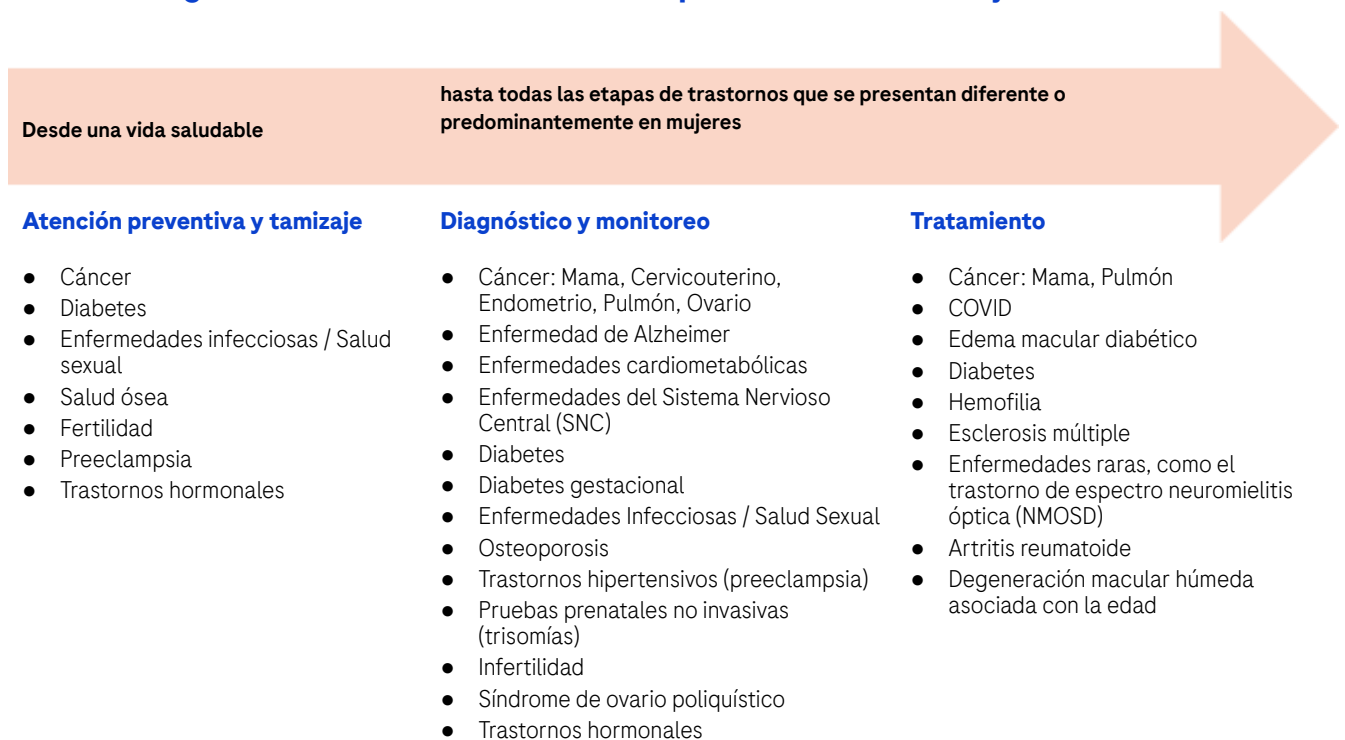 Desde una vida saludable
hasta todas las etapas de trastornos que se presentan diferente o
predominantemente en mujeres
Atención preventiva y tamizaje
● Cáncer
● Diabetes
● Enfermedades infecciosas / Salud
sexual
● Salud ósea
● Fertilidad
● Preeclampsia
● Trastornos hormonales
Diagnóstico y monitoreo
● Cáncer: Mama, Cervicouterino,
Endometrio, Pulmón, Ovario
● Enfermedad de Alzheimer
● Enfermedades cardiometabólicas
● Enfermedades del Sistema Nervioso
Central (SNC)
● Diabetes
● Diabetes gestacional
● Enfermedades Infecciosas / Salud Sexual
● Osteoporosis
● Trastornos hipertensivos (preeclampsia)
● Pruebas prenatales no invasivas
(trisomías)
● Infertilidad
● Síndrome de ovario poliquístico
● Trastornos hormonales
Tratamiento
● Cáncer: Mama, Pulmón
● COVID
● Edema macular diabético
● Diabetes
● Hemofilia
● Esclerosis múltiple
● Enfermedades raras, como el
trastorno de espectro neuromielitis
óptica (NMOSD)
● Artritis reumatoide
● Degeneración macular húmeda
asociada con la edad